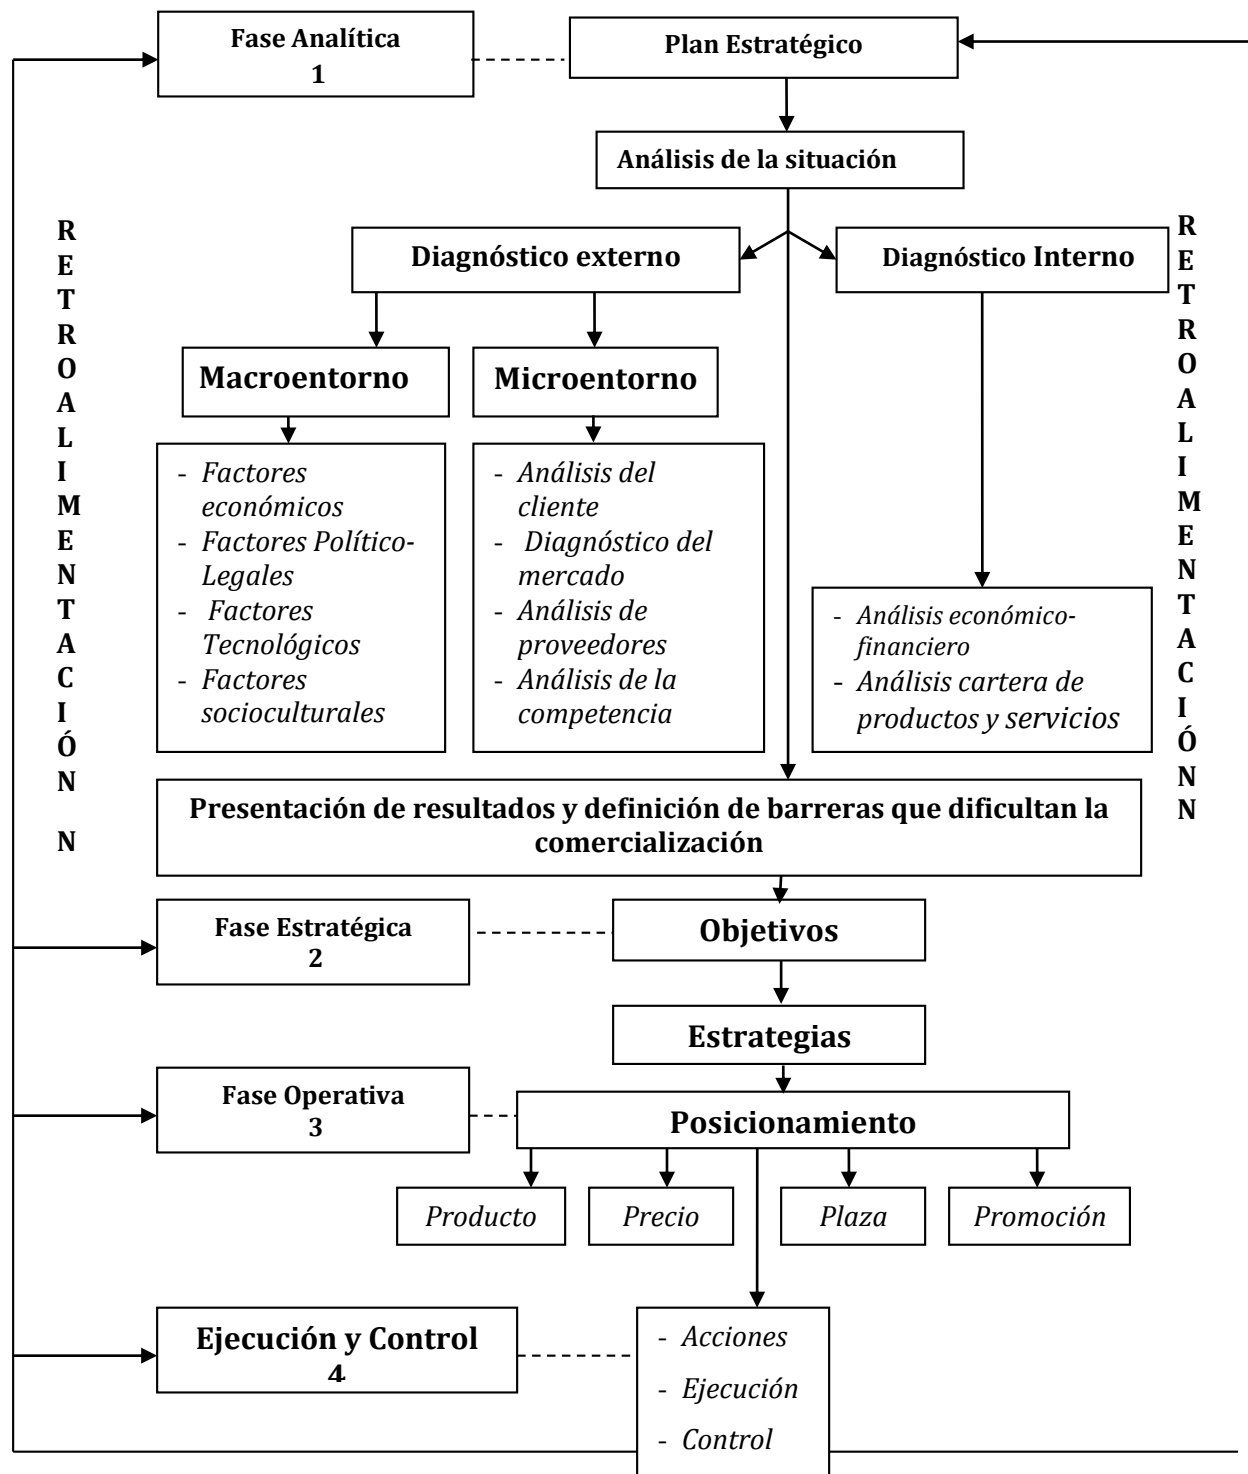 Fase Analítica
1
Plan Estratégico
Análisis de la situación
Diagnóstico externo
Diagnóstico Interno
Macroentorno
Microentorno
- Factores
económicos
- Factores Político-
Legales
- Factores
Tecnológicos
- Factores
socioculturales
- Análisis del
cliente
- Diagnóstico del
mercado
- Análisis de
proveedores
- Análisis de la
competencia
- Análisis económico-
financiero
- Análisis cartera de
productos y servicios
R
E
T
R
O
A
L
I
M
E
N
T
A
C
I
Ó
N
N
R
E
T
R
O
A
L
I
M
E
N
T
A
C
I
Ó
N
N
Presentación de resultados y definición de barreras que dificultan la
comercialización
Fase Estratégica
2
Objetivos
Estrategias
Fase Operativa
3
Posicionamiento
Producto
Precio
Plaza
Promoción
Ejecución y Control
4
- Acciones
- Ejecución
- Control